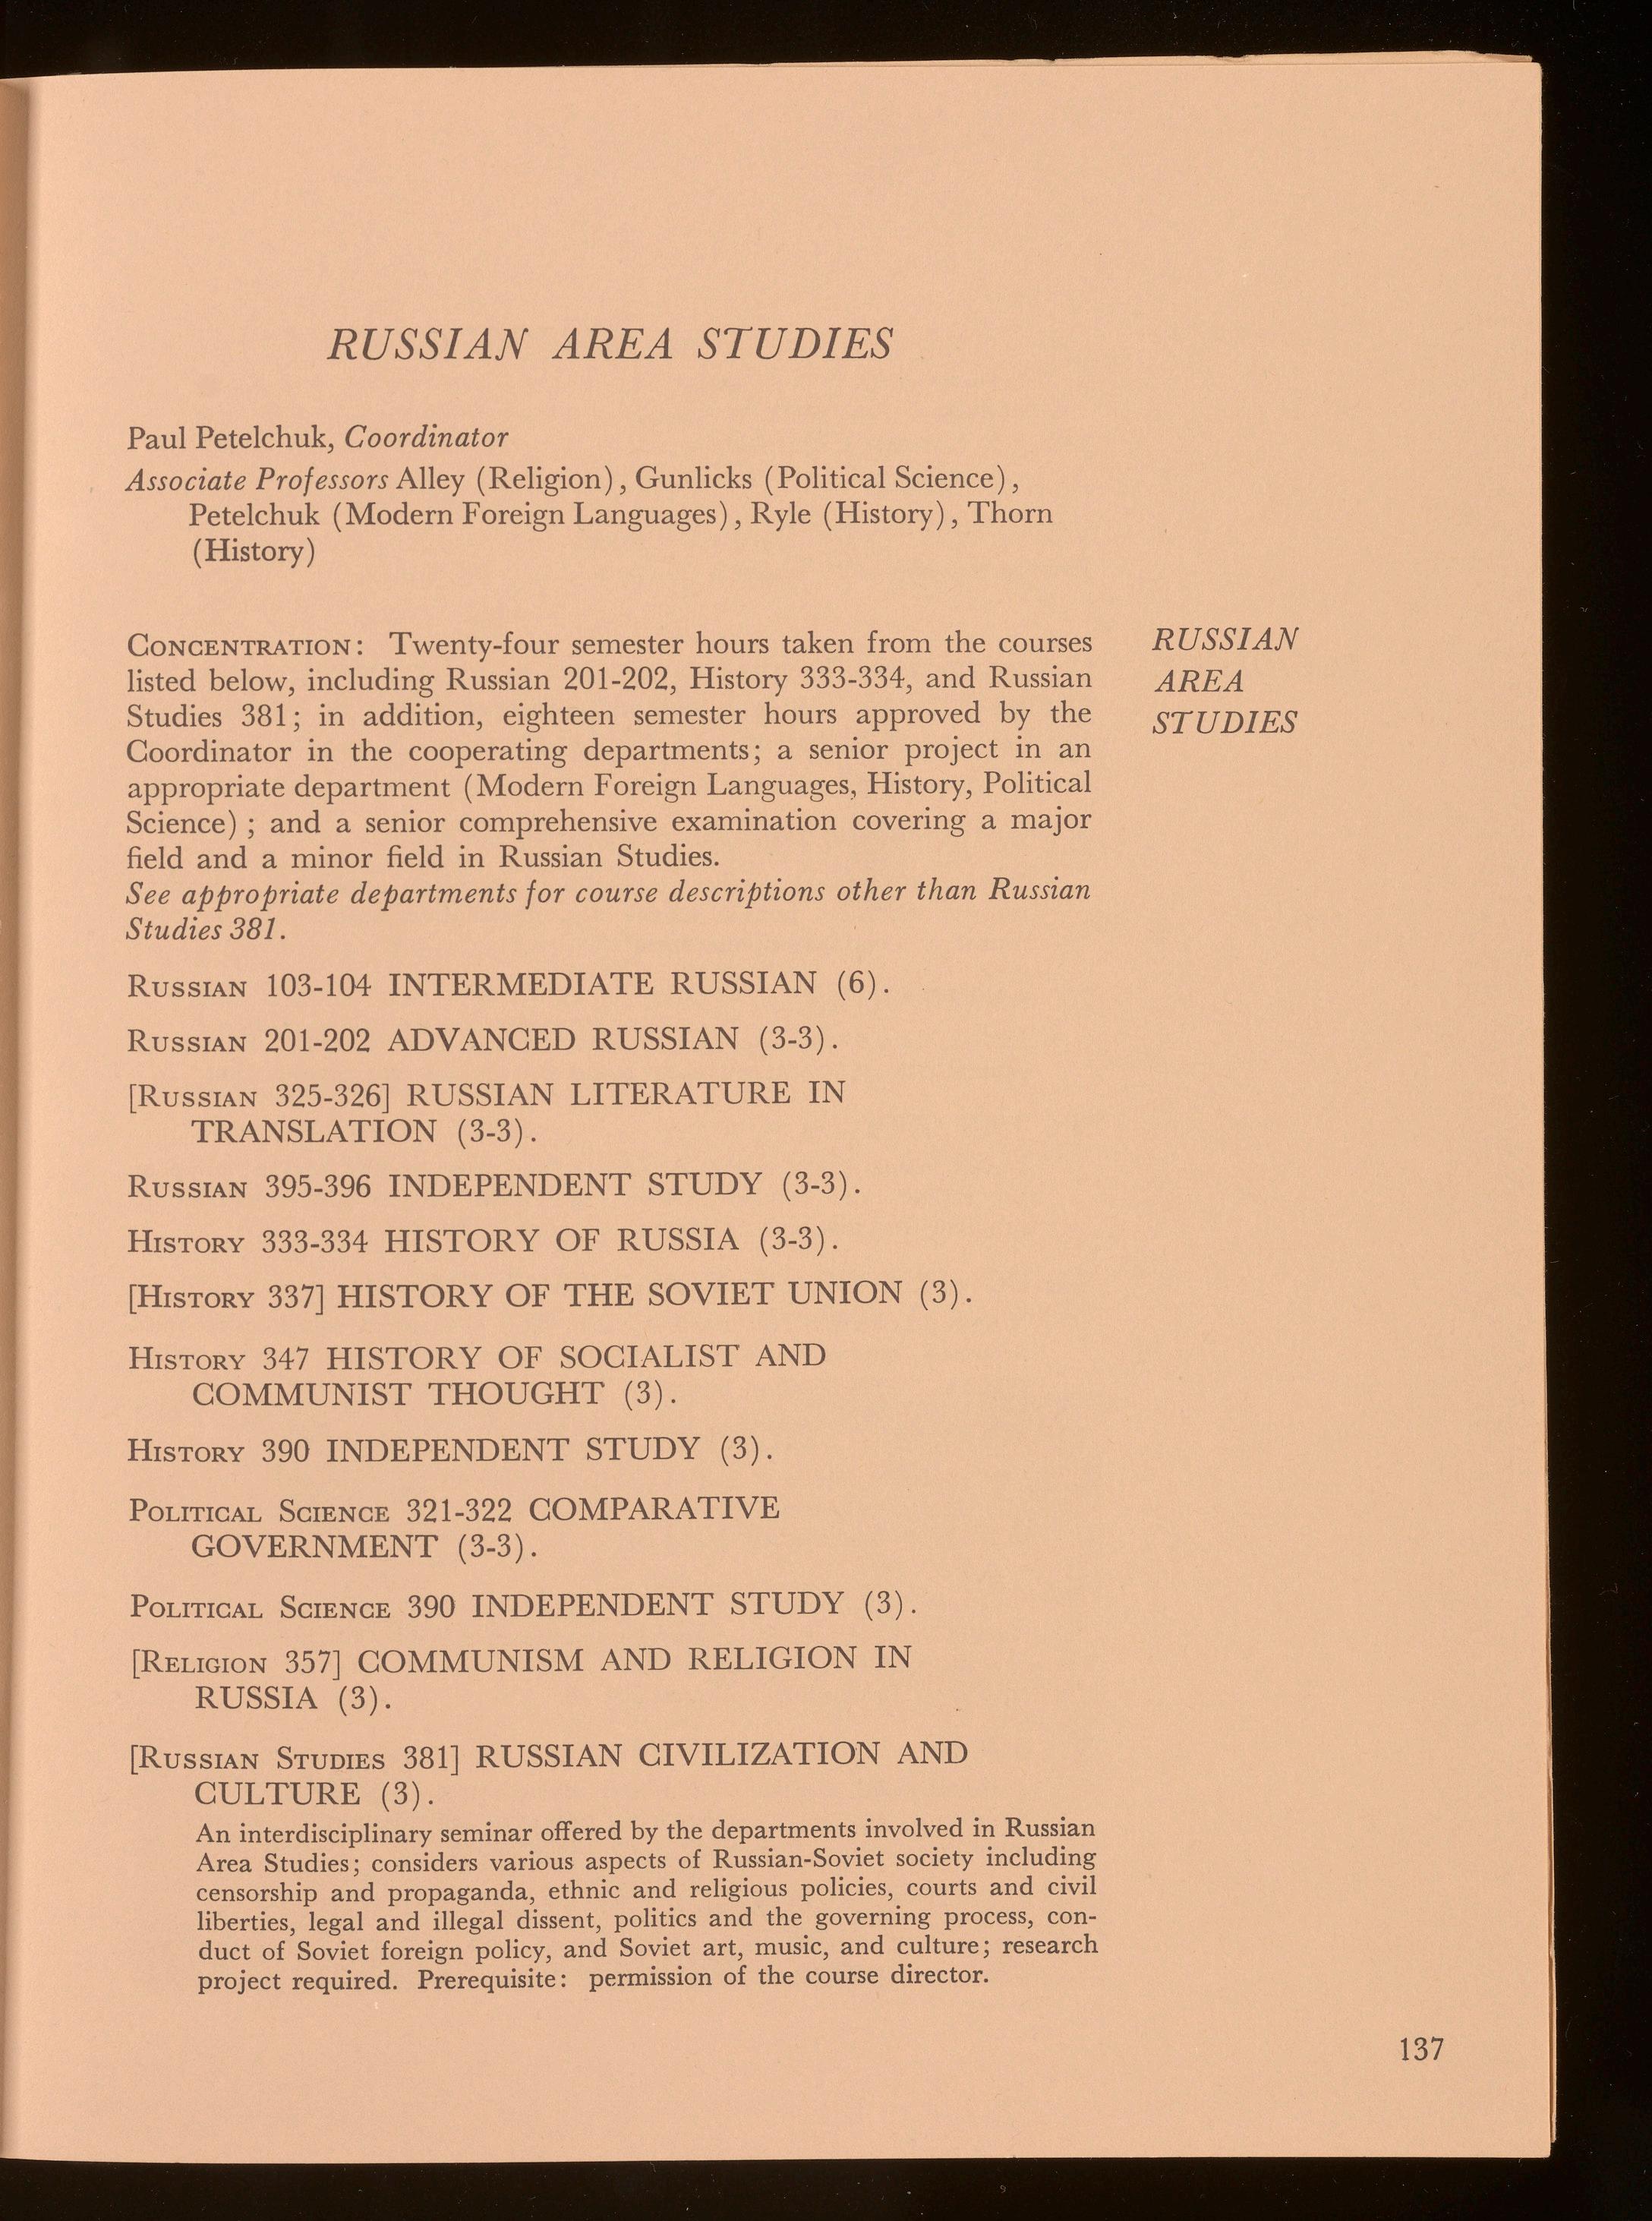 RUSSIAN AREA STUDIES
Paul Petelchuk, Coordinator
Associate Professors Alley (Religion), Gunlicks (Political Science),
Petelchuk (Modern Foreign Languages), Ryle (History), Thorn
(History)
CONCENTRATION: Twenty-four semester hours taken from the courses
listed below, including Russian 201-202, History 333-334, and Russian
Studies 381; in addition, eighteen semester hours approved by the
Coordinator in the cooperating departments; a senior project in an
appropriate department (Modern Foreign Languages, History, Political
Science); and a senior comprehensive examination covering a major
field and a minor field in Russian Studies.
See appropriate departments for course descriptions other than Russian
Studies 381.
RUSSIAN
AREA
STUDIES
RUSSIAN 103-104 INTERMEDIATE RUSSIAN (6).
RUSSIAN 201-202 ADVANCED RUSSIAN (3-3).
[RUSSIAN 325-326] RUSSIAN LITERATURE IN
TRANSLATION (3-3).
RUSSIAN 395-396 INDEPENDENT STUDY (3-3).
HISTORY 333-334 HISTORY OF RUSSIA (3-3).
[HISTORY 337] HISTORY OF THE SOVIET UNION (3).
HISTORY 347 HISTORY OF SOCIALIST AND
COMMUNIST THOUGHT (3).
HISTORY 390 INDEPENDENT STUDY (3).
POLITICAL SCIENCE 321-322 COMPARATIVE
GOVERNMENT (3-3).
POLITICAL SCIENCE 390 INDEPENDENT STUDY (3).
[RELIGION 357] COMMUNISM AND RELIGION IN
RUSSIA (3).
[RUSSIAN STUDIES 381] RUSSIAN CIVILIZATION AND
CULTURE (3).
An interdisciplinary seminar offered by the departments involved in Russian
Area Studies; considers various aspects of Russian-Soviet society including
censorship and propaganda, ethnic and religious policies, courts and civil
liberties, legal and illegal dissent, politics and the governing process, con-
duct of Soviet foreign policy, and Soviet art, music, and culture; research
project required. Prerequisite: permission of the course director.
137